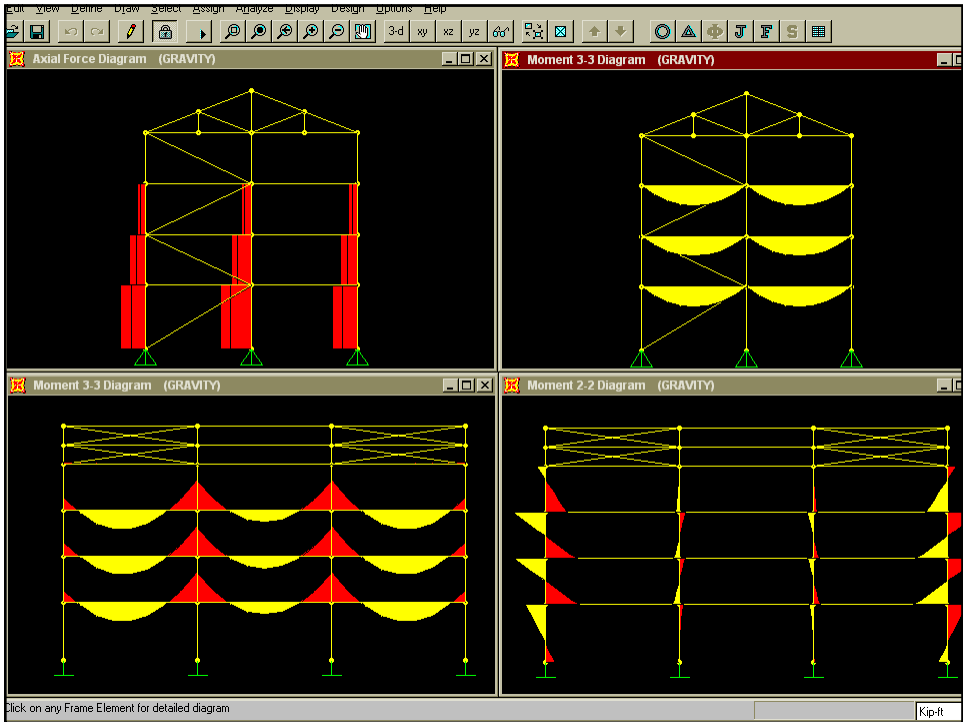 Edit View Define Draw Select Assign Analyze Display Design Options Help
3-d xy xz yz J F S
Axial Force Diagram (GRAVITY)
Moment 3-3 Diagram (GRAVITY)
Moment 3-3 Diagram (GRAVITY)
Moment 2-2 Diagram (GRAVITY)
Click on any Frame Element for detailed diagram
Kip-ft